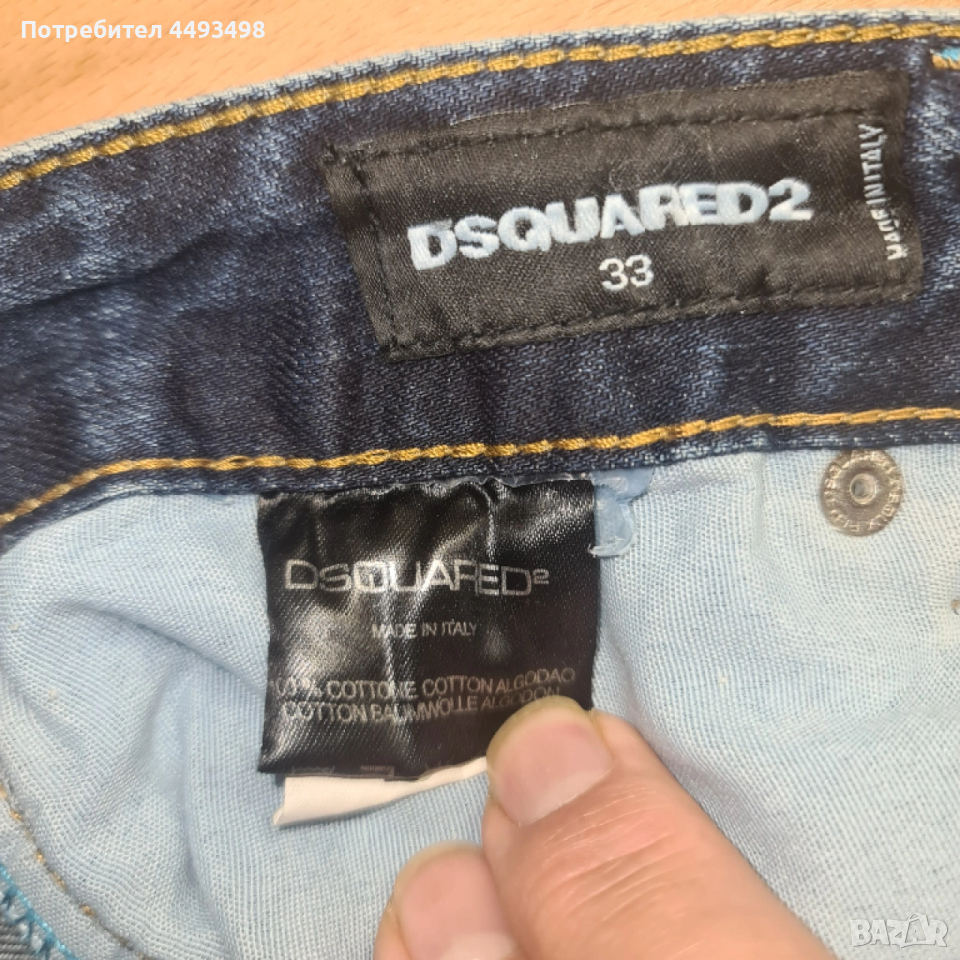 Потребител 4493498
DSQUARED2
33
MADE IN ITALY
DSQUARED2
MADE IN ITALY
100% COTTONE COTTON ALGODAO
COTTON BAUMWOLLE ALGODON
BAZAR